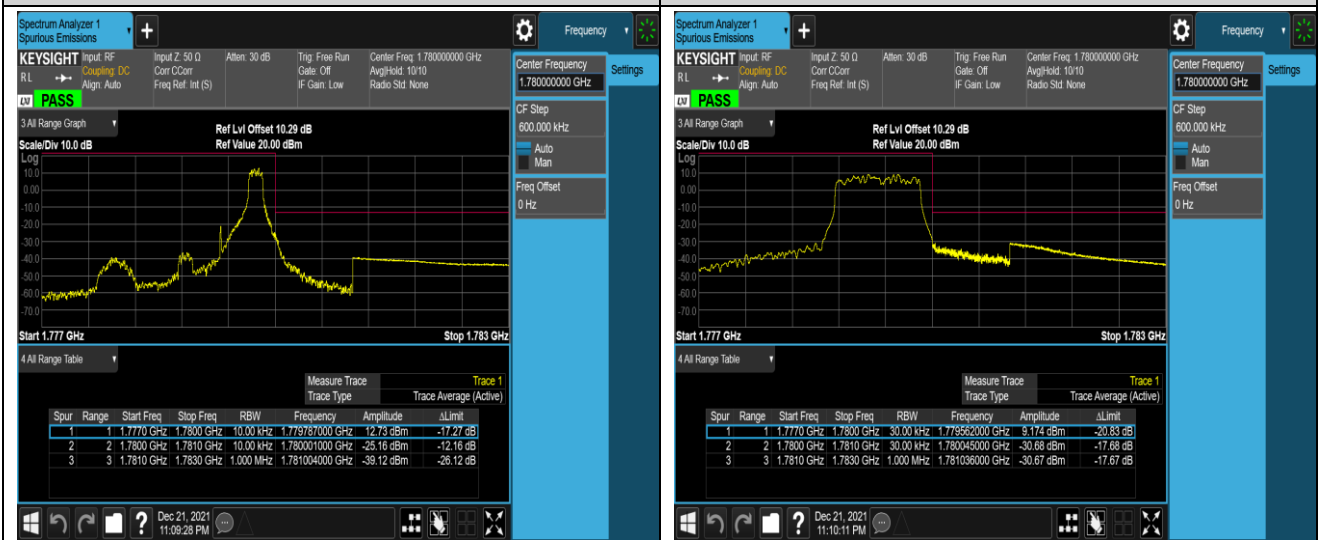 Spectrum Analyzer 1
Spurious Emissions
+
Frequency
KEYSIGHT Input: RF Input Z: 50 Ω Atten: 30 dB Trig: Free Run Center Freq: 1.780000000 GHz
Coupling: DC Corr CCorr Gate: Off Avg|Hold: 10/10
RL Align: Auto Freq Ref: Int (S) IF Gain: Low Radio Std: None
LXI PASS
Center Frequency
1.780000000 GHz
Settings
CF Step
600.000 kHz
Auto
Man
Freq Offset
0 Hz
3 All Range Graph
Ref Lvl Offset 10.29 dB
Scale/Div 10.0 dB Ref Value 20.00 dBm
Log
10.0
0.00
-10.0
-20.0
-30.0
-40.0
-50.0
-60.0
-70.0
Start 1.777 GHz Stop 1.783 GHz
4 All Range Table
Measure Trace Trace 1
Trace Type Trace Average (Active)
Spur Range Start Freq Stop Freq RBW Frequency Amplitude ΔLimit
1 1 1.7770 GHz 1.7800 GHz 10.00 kHz 1.779787000 GHz 12.73 dBm -17.27 dB
2 2 1.7800 GHz 1.7810 GHz 10.00 kHz 1.780001000 GHz -25.16 dBm -12.16 dB
3 3 1.7810 GHz 1.7830 GHz 1.000 MHz 1.781004000 GHz -39.12 dBm -26.12 dB
?
Dec 21, 2021
11:09:28 PM
Spectrum Analyzer 1
Spurious Emissions
+
Frequency
KEYSIGHT Input: RF Input Z: 50 Ω Atten: 30 dB Trig: Free Run Center Freq: 1.780000000 GHz
Coupling: DC Corr CCorr Gate: Off Avg|Hold: 10/10
RL Align: Auto Freq Ref: Int (S) IF Gain: Low Radio Std: None
LXI PASS
Center Frequency
1.780000000 GHz
Settings
CF Step
600.000 kHz
Auto
Man
Freq Offset
0 Hz
3 All Range Graph
Ref Lvl Offset 10.29 dB
Scale/Div 10.0 dB Ref Value 20.00 dBm
Log
10.0
0.00
-10.0
-20.0
-30.0
-40.0
-50.0
-60.0
-70.0
Start 1.777 GHz Stop 1.783 GHz
4 All Range Table
Measure Trace Trace 1
Trace Type Trace Average (Active)
Spur Range Start Freq Stop Freq RBW Frequency Amplitude ΔLimit
1 1 1.7770 GHz 1.7800 GHz 30.00 kHz 1.779562000 GHz 9.174 dBm -20.83 dB
2 2 1.7800 GHz 1.7810 GHz 30.00 kHz 1.780045000 GHz -30.68 dBm -17.68 dB
3 3 1.7810 GHz 1.7830 GHz 1.000 MHz 1.781036000 GHz -30.67 dBm -17.67 dB
?
Dec 21, 2021
11:10:11 PM